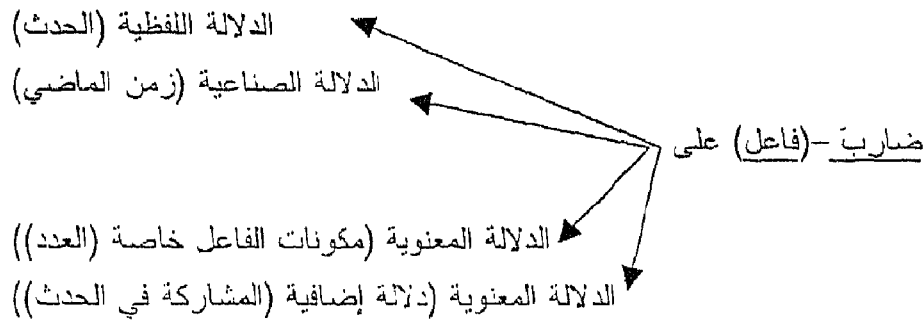 الدلالة اللفظية (الحدث)
الدلالة الصناعية (زمن الماضي)
ضاربَ -(فاعل) على
الدلالة المعنوية (مكونات الفاعل خاصة (العدد))
الدلالة المعنوية (دلالة إضافية (المشاركة في الحدث))